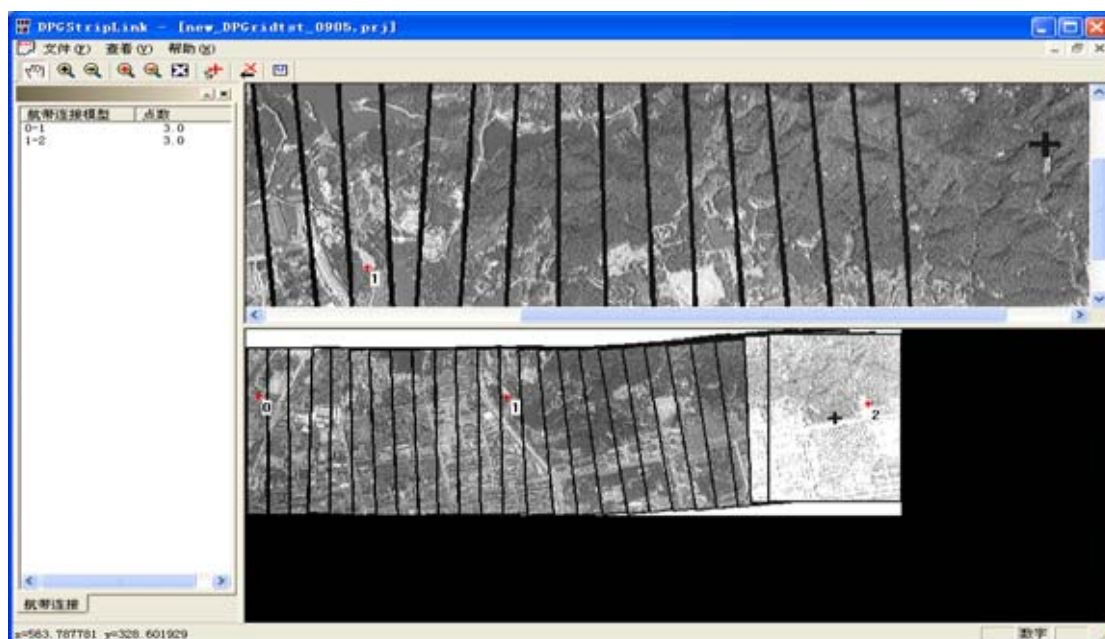 DPGStripLink - [new_DPGridtst_0905.prj]
文件(F) 查看(V) 帮助(H)
航带连接模型 点数
0-1 3.0
1-2 3.0
1
0 1 2
航带连接
x=563.787781 y=328.601929 数字